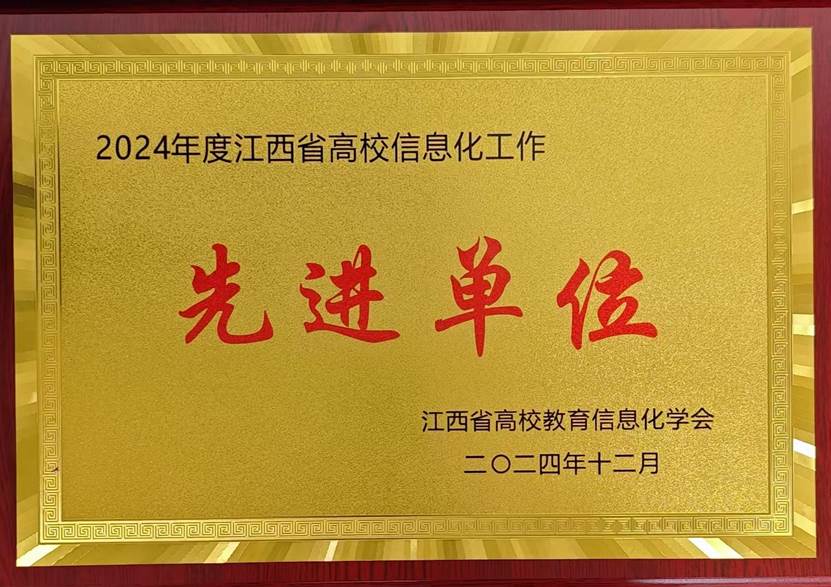 2024年度江西省高校信息化工作
先进单位
江西省高校教育信息化学会
二〇二四年十二月